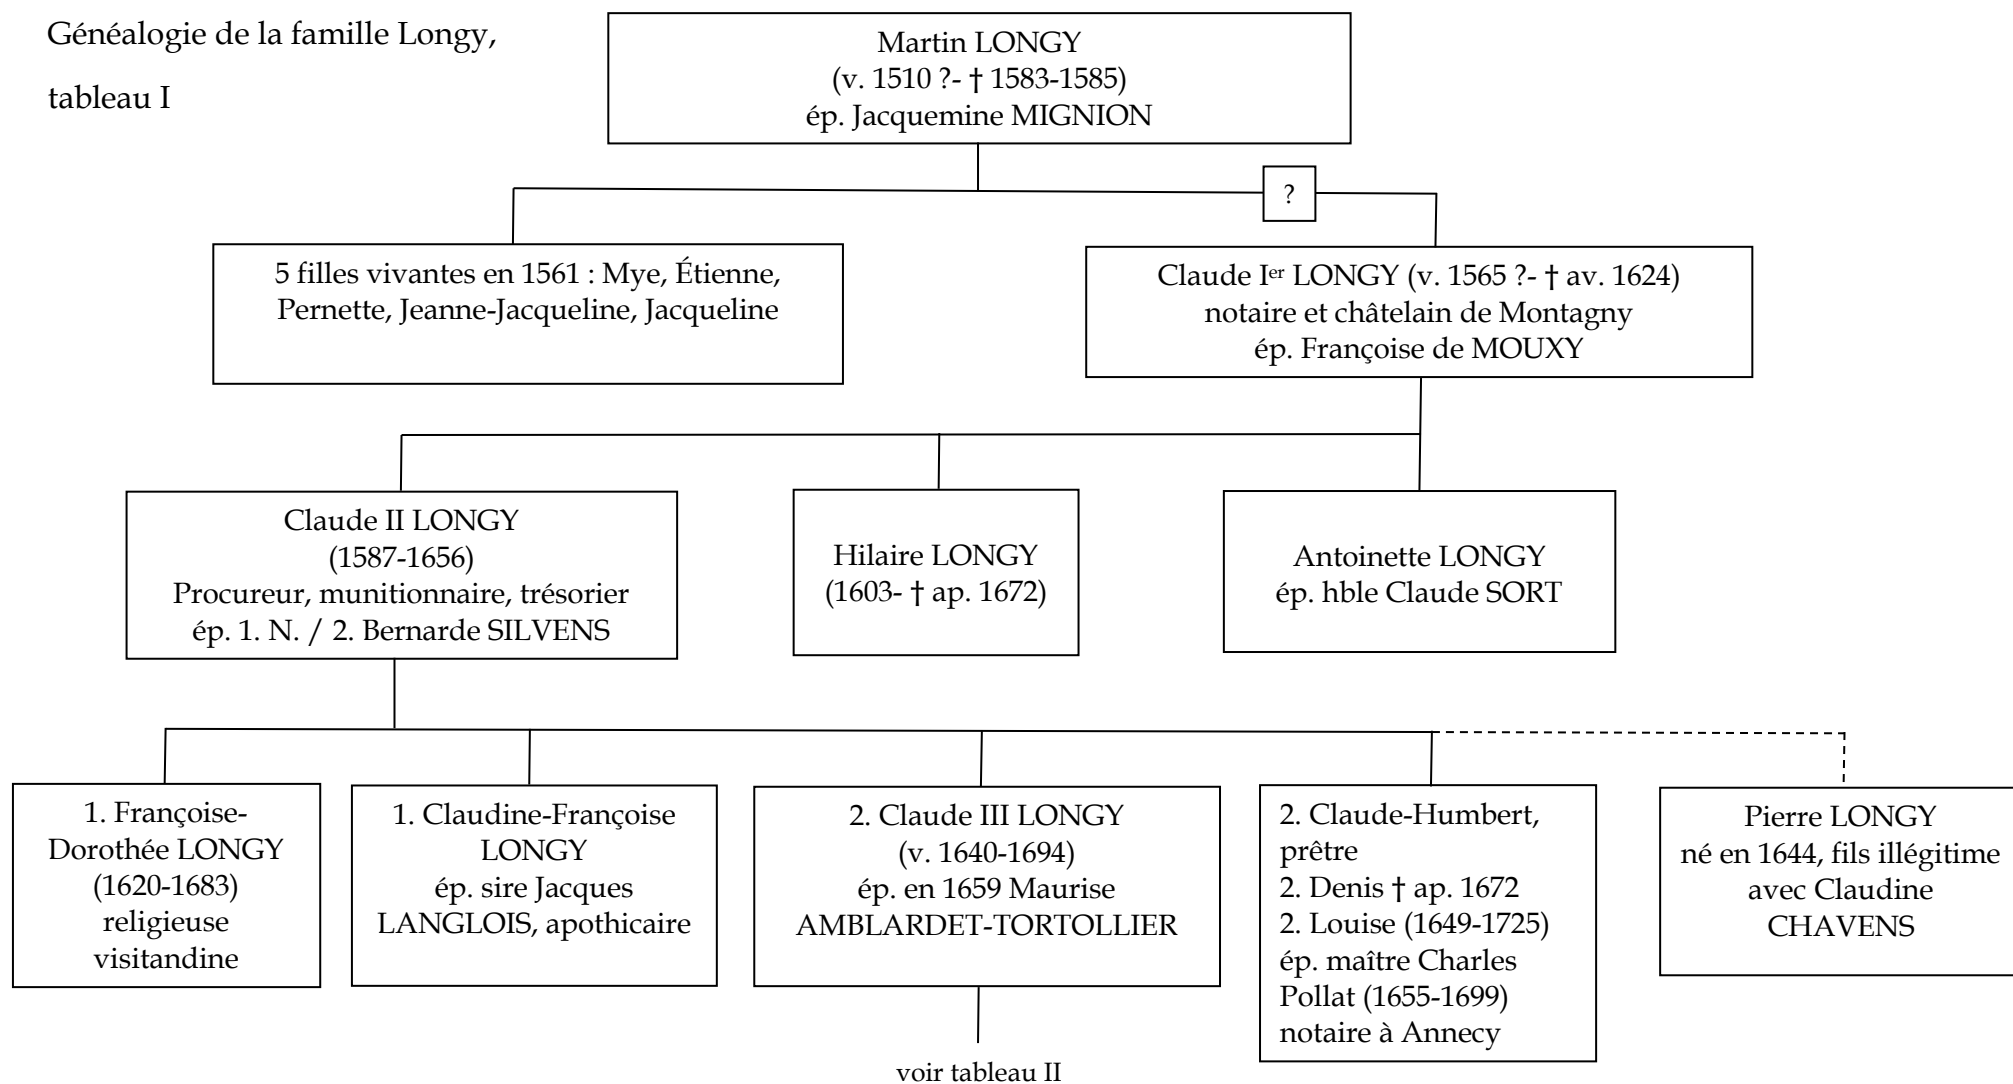 Généalogie de la famille Longy,
tableau I
Martin LONGY
(v. 1510 ?- † 1583-1585)
ép. Jacquemine MIGNION
?
5 filles vivantes en 1561 : Mye, Étienne,
Pernette, Jeanne-Jacqueline, Jacqueline
Claude Iᵉʳ LONGY (v. 1565 ?- † av. 1624)
notaire et châtelain de Montagny
ép. Françoise de MOUXY
Claude II LONGY
(1587-1656)
Procureur, munitionnaire, trésorier
ép. 1. N. / 2. Bernarde SILVENS
Hilaire LONGY
(1603- † ap. 1672)
Antoinette LONGY
ép. hble Claude SORT
1. Françoise-
Dorothée LONGY
(1620-1683)
religieuse
visitandine
1. Claudine-Françoise
LONGY
ép. sire Jacques
LANGLOIS, apothicaire
2. Claude III LONGY
(v. 1640-1694)
ép. en 1659 Maurise
AMBLARDET-TORTOLLIER
2. Claude-Humbert,
prêtre
2. Denis † ap. 1672
2. Louise (1649-1725)
ép. maître Charles
Pollat (1655-1699)
notaire à Annecy
Pierre LONGY
né en 1644, fils illégitime
avec Claudine
CHAVENS
voir tableau II